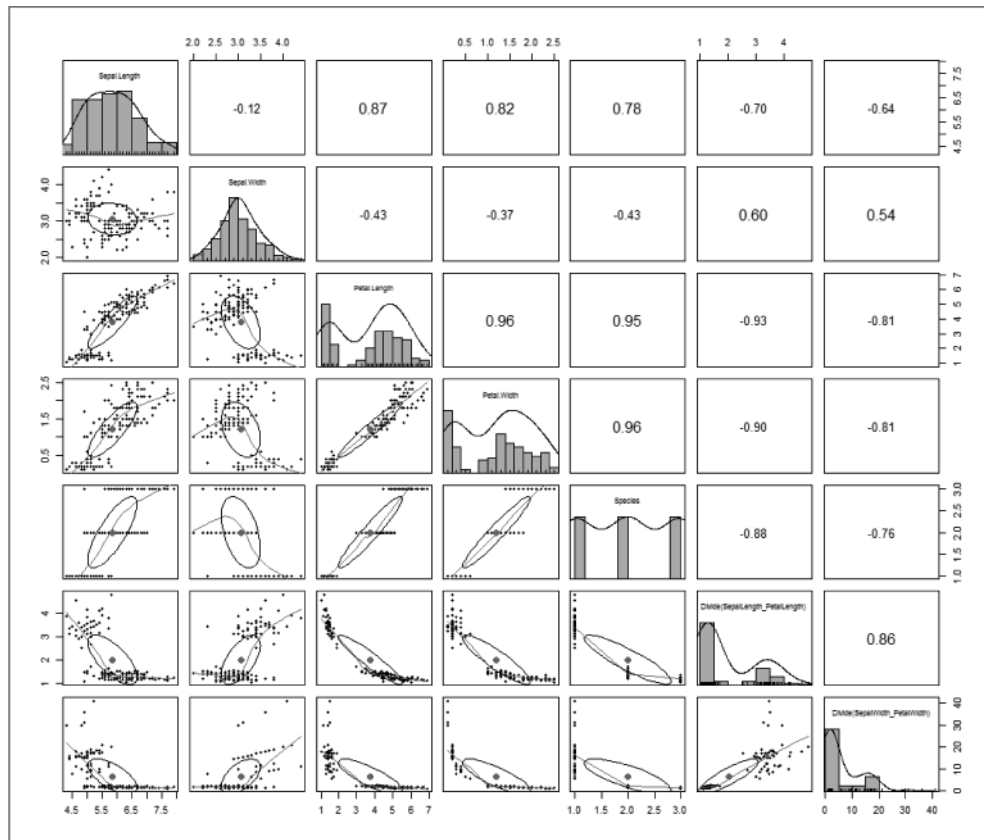 2.0 2.5 3.0 3.5 4.0
0.5 1.0 1.5 2.0 2.5
1 2 3 4
Sepal.Length
-0.12 0.87 0.82 0.78 -0.70 -0.64
4.5 5.5 6.5 7.5
2.0 3.0 4.0
Sepal.Width
-0.43 -0.37 -0.43 0.60 0.54
Petal.Length
0.96 0.95 -0.93 -0.81
1 2 3 4 5 6 7
0.5 1.5 2.5
Petal.Width
0.96 -0.90 -0.81
Species
-0.88 -0.76
1.0 1.5 2.0 2.5 3.0
1 2 3 4
Divide(SepalLength_PetalLength)
0.86
Divide(SepalWidth_PetalWidth)
0 10 20 30 40
4.5 5.5 6.5 7.5
1 2 3 4 5 6 7
1.0 1.5 2.0 2.5 3.0
0 10 20 30 40